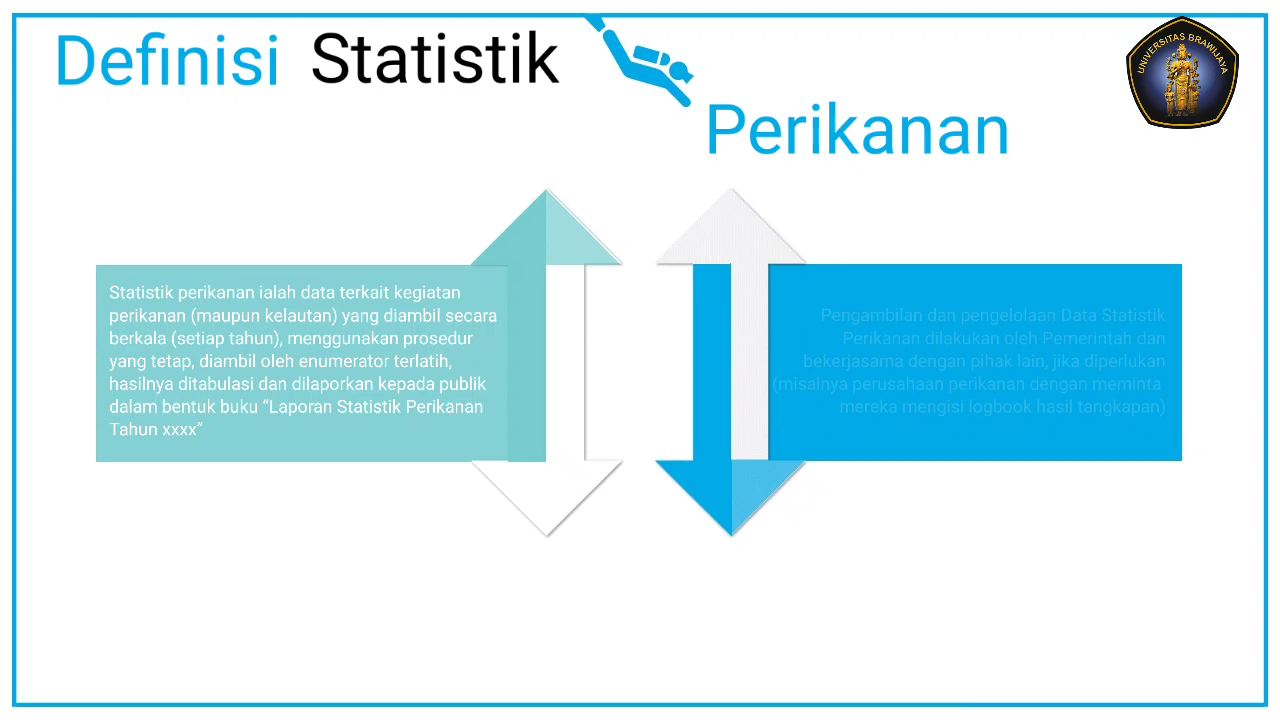 Definisi Statistik
Perikanan
UNIVERSITAS BRAWIJAYA
Statistik perikanan ialah data terkait kegiatan
perikanan (maupun kelautan) yang diambil secara
berkala (setiap tahun), menggunakan prosedur
yang tetap, diambil oleh enumerator terlatih,
hasilnya ditabulasi dan dilaporkan kepada publik
dalam bentuk buku “Laporan Statistik Perikanan
Tahun xxxx”
Pengambilan dan pengelolaan Data Statistik
Perikanan dilakukan oleh Pemerintah dan
bekerjasama dengan pihak lain, jika diperlukan
(misalnya perusahaan perikanan dengan meminta
mereka mengisi logbook hasil tangkapan)